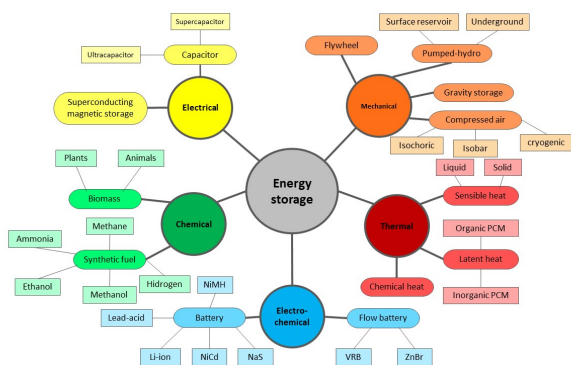 Supercapacitor
Ultracapacitor
Capacitor
Superconducting
magnetic storage
Electrical
Surface reservoir
Underground
Flywheel
Pumped-hydro
Mechanical
Gravity storage
Compressed air
Isochoric
Isobar
cryogenic
Energy
storage
Plants
Animals
Biomass
Chemical
Methane
Ammonia
Synthetic fuel
Ethanol
Methanol
Hidrogen
Liquid
Solid
Sensible heat
Thermal
Organic PCM
Latent heat
Inorganic PCM
Chemical heat
NiMH
Lead-acid
Battery
Li-ion
NiCd
NaS
Electro-
chemical
Flow battery
VRB
ZnBr